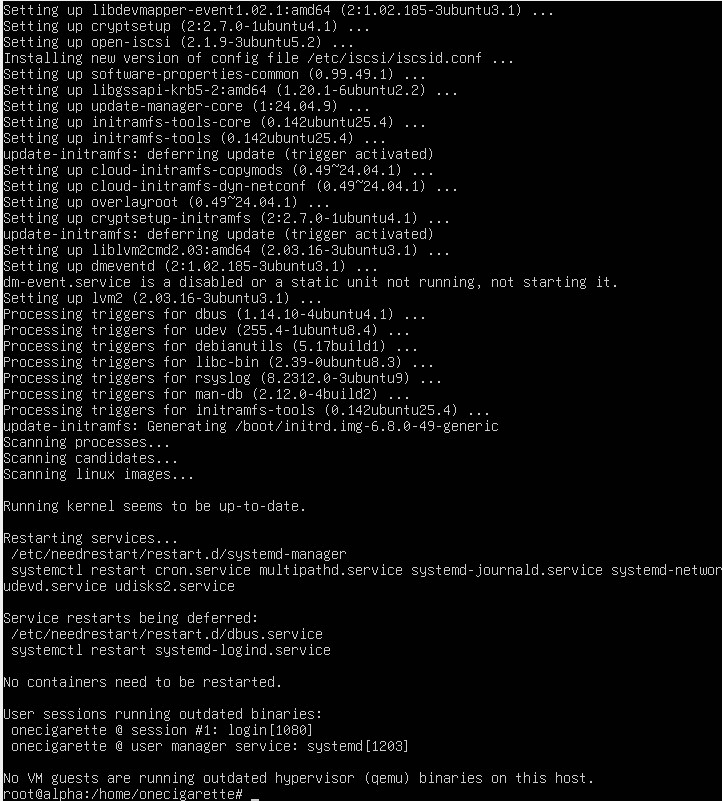 Setting up libdevmapper-event1.02.1:amd64 (2:1.02.185-3ubuntu3.1) ...
Setting up cryptsetup (2:2.7.0-1ubuntu4.1) ...
Setting up open-iscsi (2.1.9-3ubuntu5.2) ...
Installing new version of config file /etc/iscsi/iscsid.conf ...
Setting up software-properties-common (0.99.49.1) ...
Setting up libgssapi-krb5-2:amd64 (1.20.1-6ubuntu2.2) ...
Setting up update-manager-core (1:24.04.9) ...
Setting up initramfs-tools-core (0.142ubuntu25.4) ...
Setting up initramfs-tools (0.142ubuntu25.4) ...
update-initramfs: deferring update (trigger activated)
Setting up cloud-initramfs-copymods (0.49~24.04.1) ...
Setting up cloud-initramfs-dyn-netconf (0.49~24.04.1) ...
Setting up overlayroot (0.49~24.04.1) ...
Setting up cryptsetup-initramfs (2:2.7.0-1ubuntu4.1) ...
update-initramfs: deferring update (trigger activated)
Setting up liblvm2cmd2.03:amd64 (2.03.16-3ubuntu3.1) ...
Setting up dmeventd (2:1.02.185-3ubuntu3.1) ...
dm-event.service is a disabled or a static unit not running, not starting it.
Setting up lvm2 (2.03.16-3ubuntu3.1) ...
Processing triggers for dbus (1.14.10-4ubuntu4.1) ...
Processing triggers for udev (255.4-1ubuntu8.4) ...
Processing triggers for debianutils (5.17build1) ...
Processing triggers for libc-bin (2.39-0ubuntu8.3) ...
Processing triggers for rsyslog (8.2312.0-3ubuntu9) ...
Processing triggers for man-db (2.12.0-4build2) ...
Processing triggers for initramfs-tools (0.142ubuntu25.4) ...
update-initramfs: Generating /boot/initrd.img-6.8.0-49-generic
Scanning processes...
Scanning candidates...
Scanning linux images...
Running kernel seems to be up-to-date.
Restarting services...
/etc/needrestart/restart.d/systemd-manager
systemctl restart cron.service multipathd.service systemd-journald.service systemd-networ
udevd.service udisks2.service
Service restarts being deferred:
/etc/needrestart/restart.d/dbus.service
systemctl restart systemd-logind.service
No containers need to be restarted.
User sessions running outdated binaries:
onecigarette @ session #1: login[1080]
onecigarette @ user manager service: systemd[1203]
No VM guests are running outdated hypervisor (qemu) binaries on this host.
root@alpha:/home/onecigarette# _